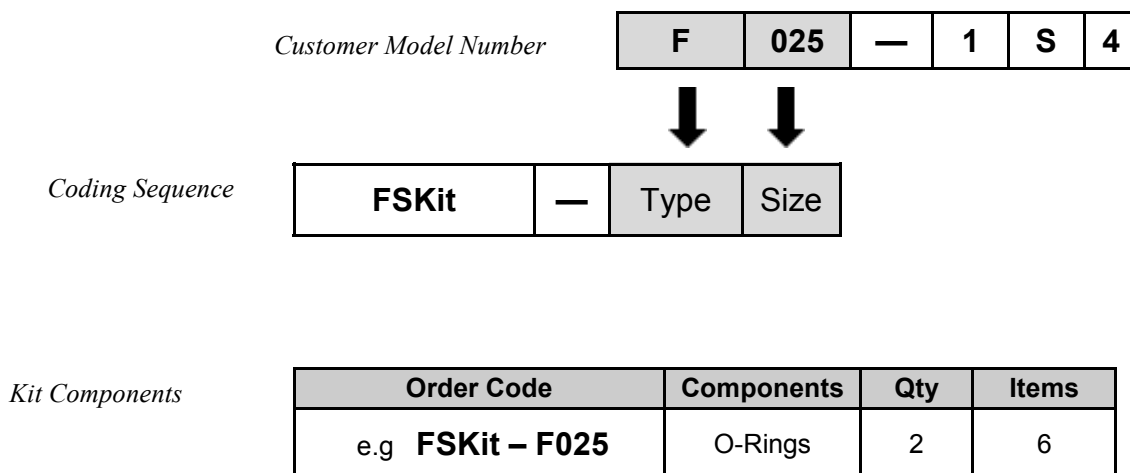 Customer Model Number F 025 — 1 S 4
Coding Sequence FSKit — Type Size
Kit Components Order Code Components Qty Items
e.g FSKit – F025 O-Rings 2 6